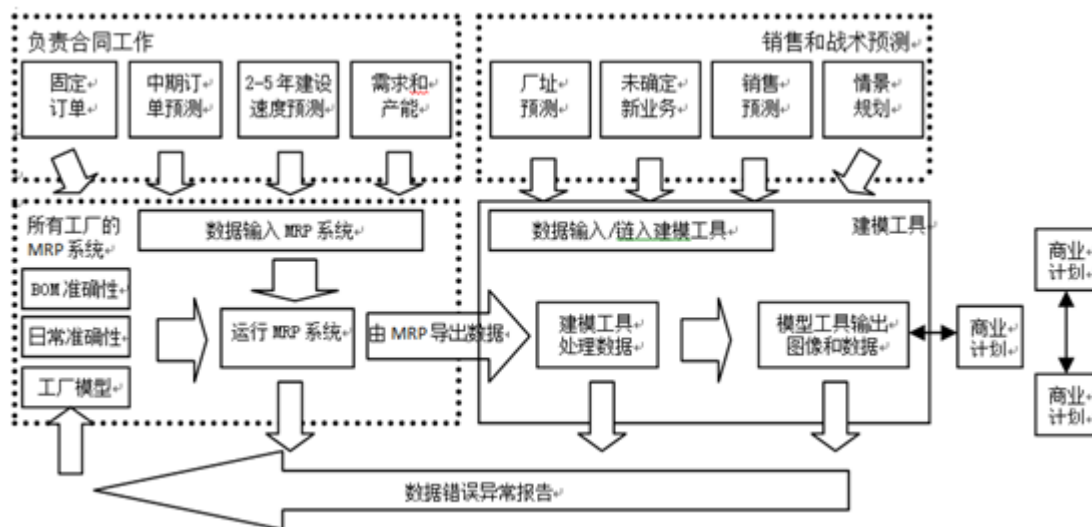 负责合同工作
固定
订单
中期订
单预测
2-5年建设
速度预测
需求和
产能
销售和战术预测
厂址
预测
未确定
新业务
销售
预测
情景
规划
所有工厂的
MRP 系统
数据输入 MRP 系统
BOM 准确性
日常准确性
工厂模型
运行 MRP 系统
由 MRP 导出数据
数据输入/链入建模工具
建模工具
建模工具
处理数据
模型工具输出
图像和数据
商业
计划
商业
计划
商业
计划
数据错误异常报告